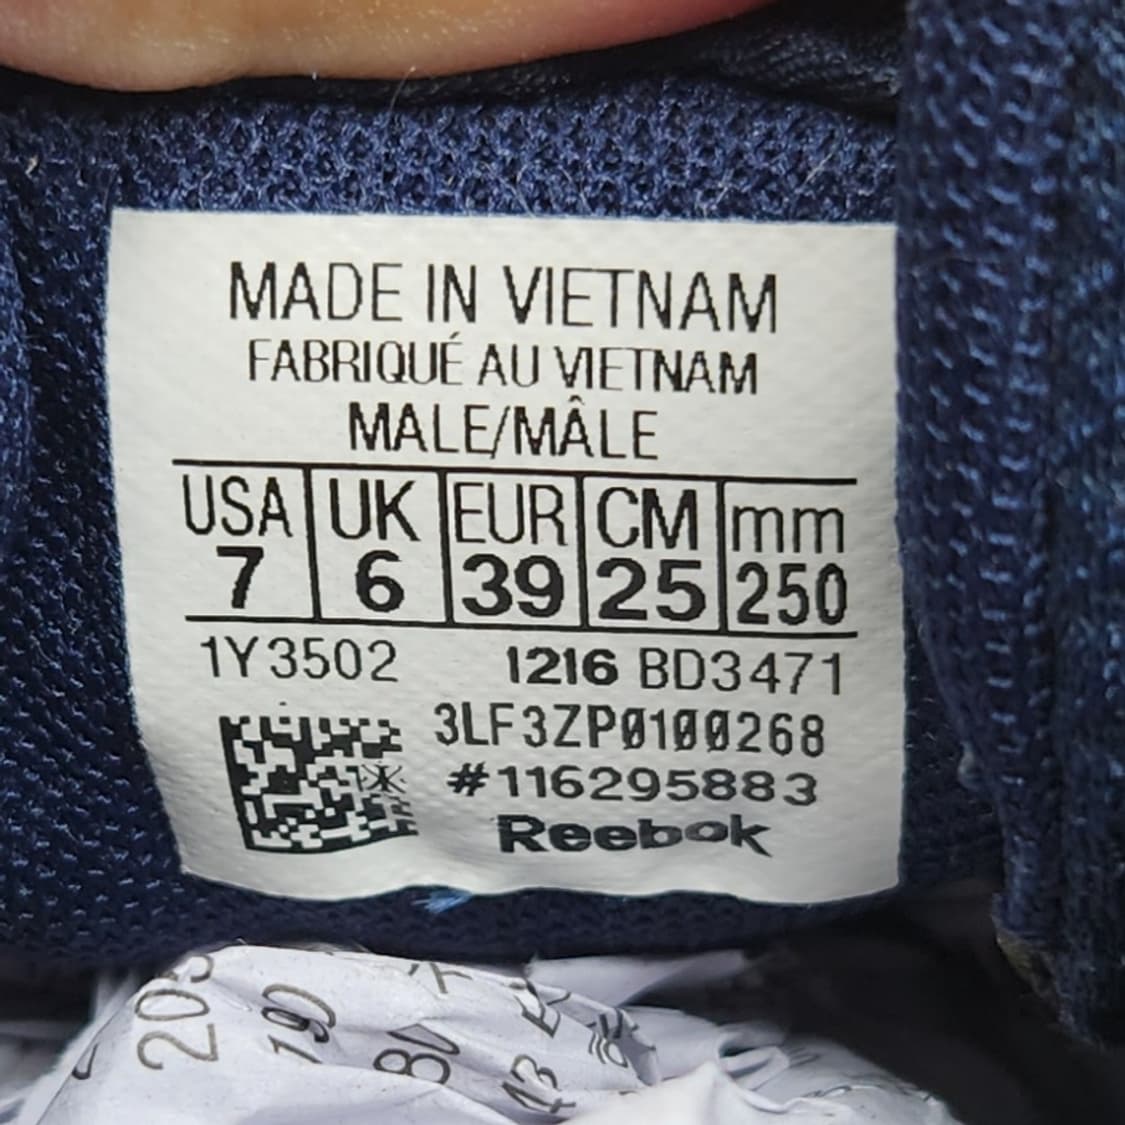 MADE IN VIETNAM
FABRIQUÉ AU VIETNAM
MALE/MÂLE
USA UK EUR CM mm
7 6 39 25 250
1Y3502 1216 BD3471
3LF3ZP0100268
#116295883
Reebok